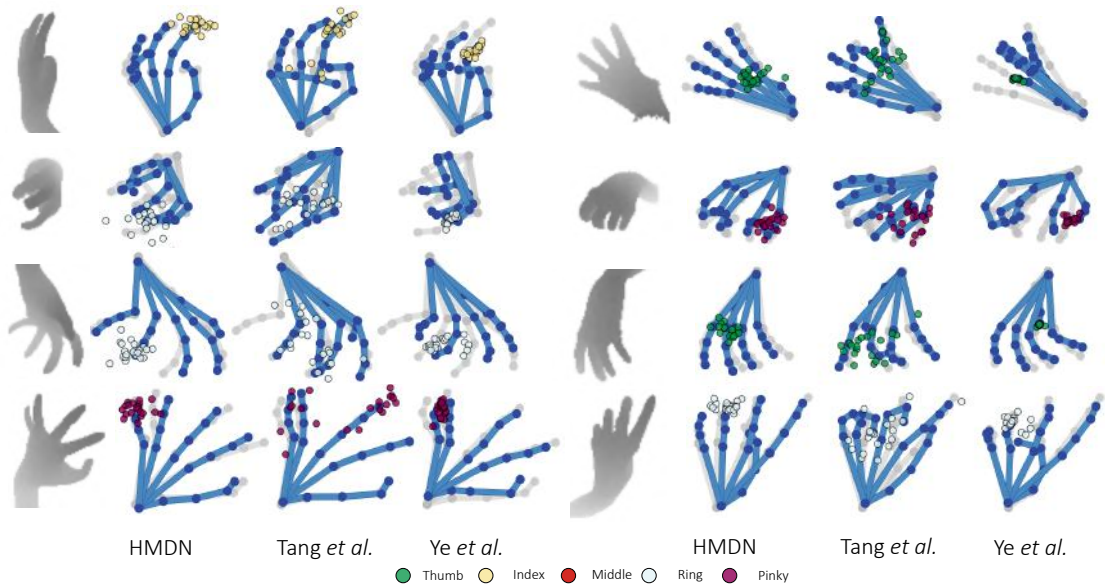 HMDN Tang et al. Ye et al. HMDN Tang et al. Ye et al.
Thumb Index Middle Ring Pinky